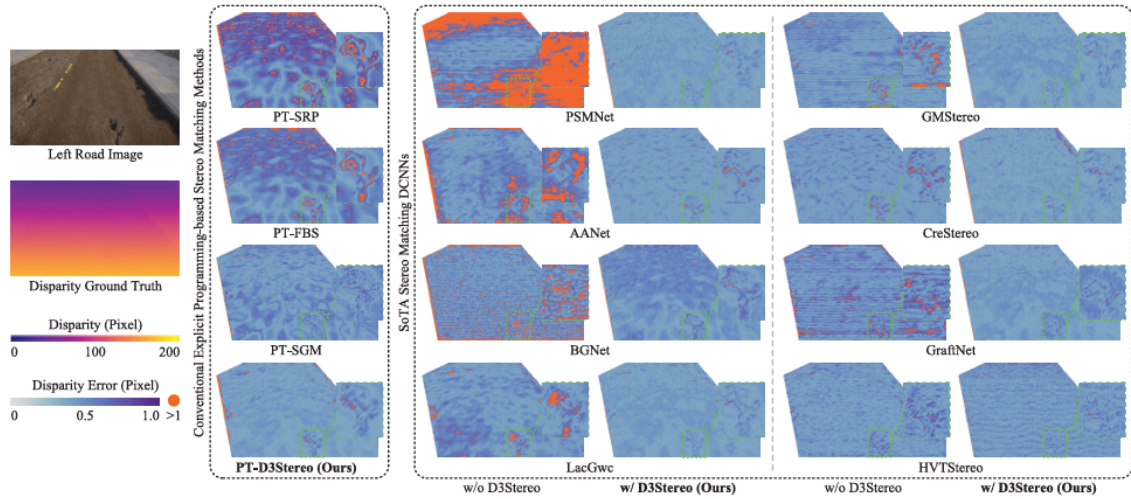 Left Road Image
Disparity Ground Truth
Disparity (Pixel)
0 100 200
Disparity Error (Pixel)
0 0.5 1.0 >1
Conventional Explicit Programming-based Stereo Matching Methods
PT-SRP
PT-FBS
PT-SGM
PT-D3Stereo (Ours)
SoTA Stereo Matching DCNNs
PSMNet
AANet
BGNet
LacGwc
w/o D3Stereo w/ D3Stereo (Ours)
GMStereo
CreStereo
GraftNet
HVTStereo
w/o D3Stereo w/ D3Stereo (Ours)